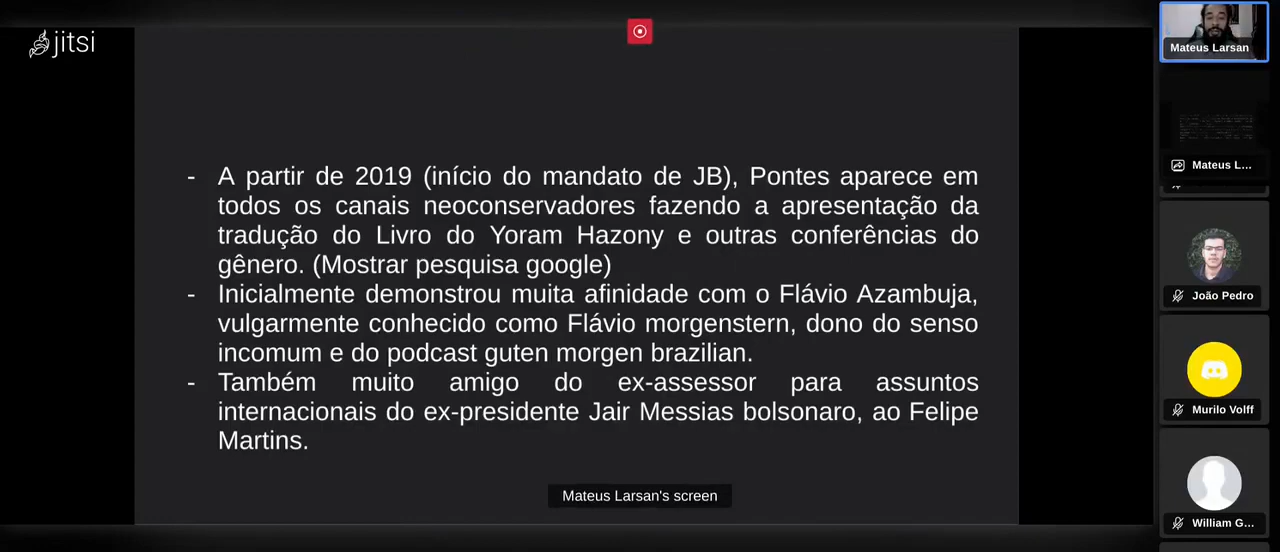 jitsi
- A partir de 2019 (início do mandato de JB), Pontes aparece em
todos os canais neoconservadores fazendo a apresentação da
tradução do Livro do Yoram Hazony e outras conferências do
gênero. (Mostrar pesquisa google)
- Inicialmente demonstrou muita afinidade com o Flávio Azambuja,
vulgarmente conhecido como Flávio morgenstern, dono do senso
incomum e do podcast guten morgen brazilian.
- Também muito amigo do ex-assessor para assuntos
internacionais do ex-presidente Jair Messias bolsonaro, ao Felipe
Martins.
Mateus Larsan's screen
Mateus Larsan
Mateus L...
João Pedro
Murilo Volff
William G...